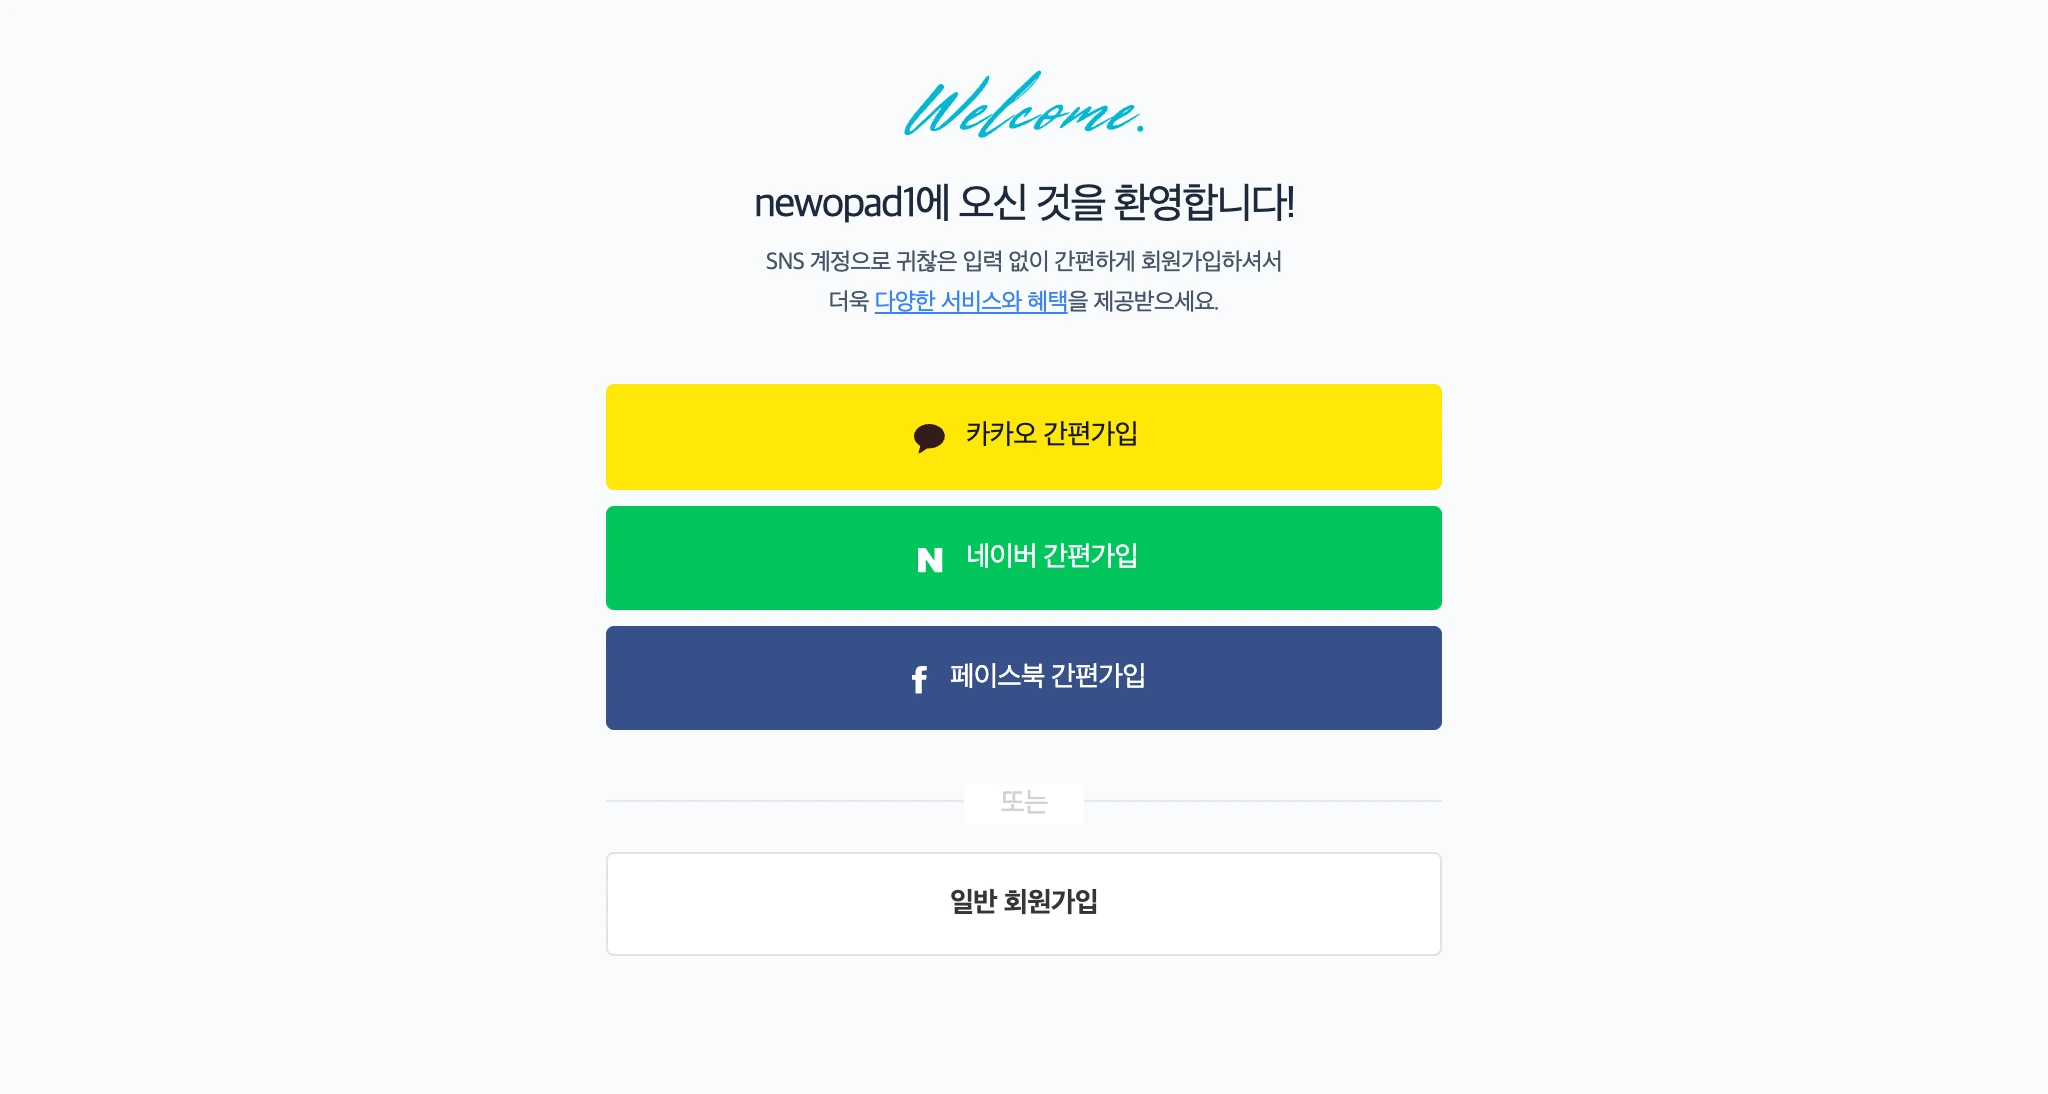 Welcome.
newopad1에 오신 것을 환영합니다!
SNS 계정으로 귀찮은 입력 없이 간편하게 회원가입하셔서
더욱 다양한 서비스와 혜택을 제공받으세요.
카카오 간편가입
N 네이버 간편가입
f 페이스북 간편가입
또는
일반 회원가입